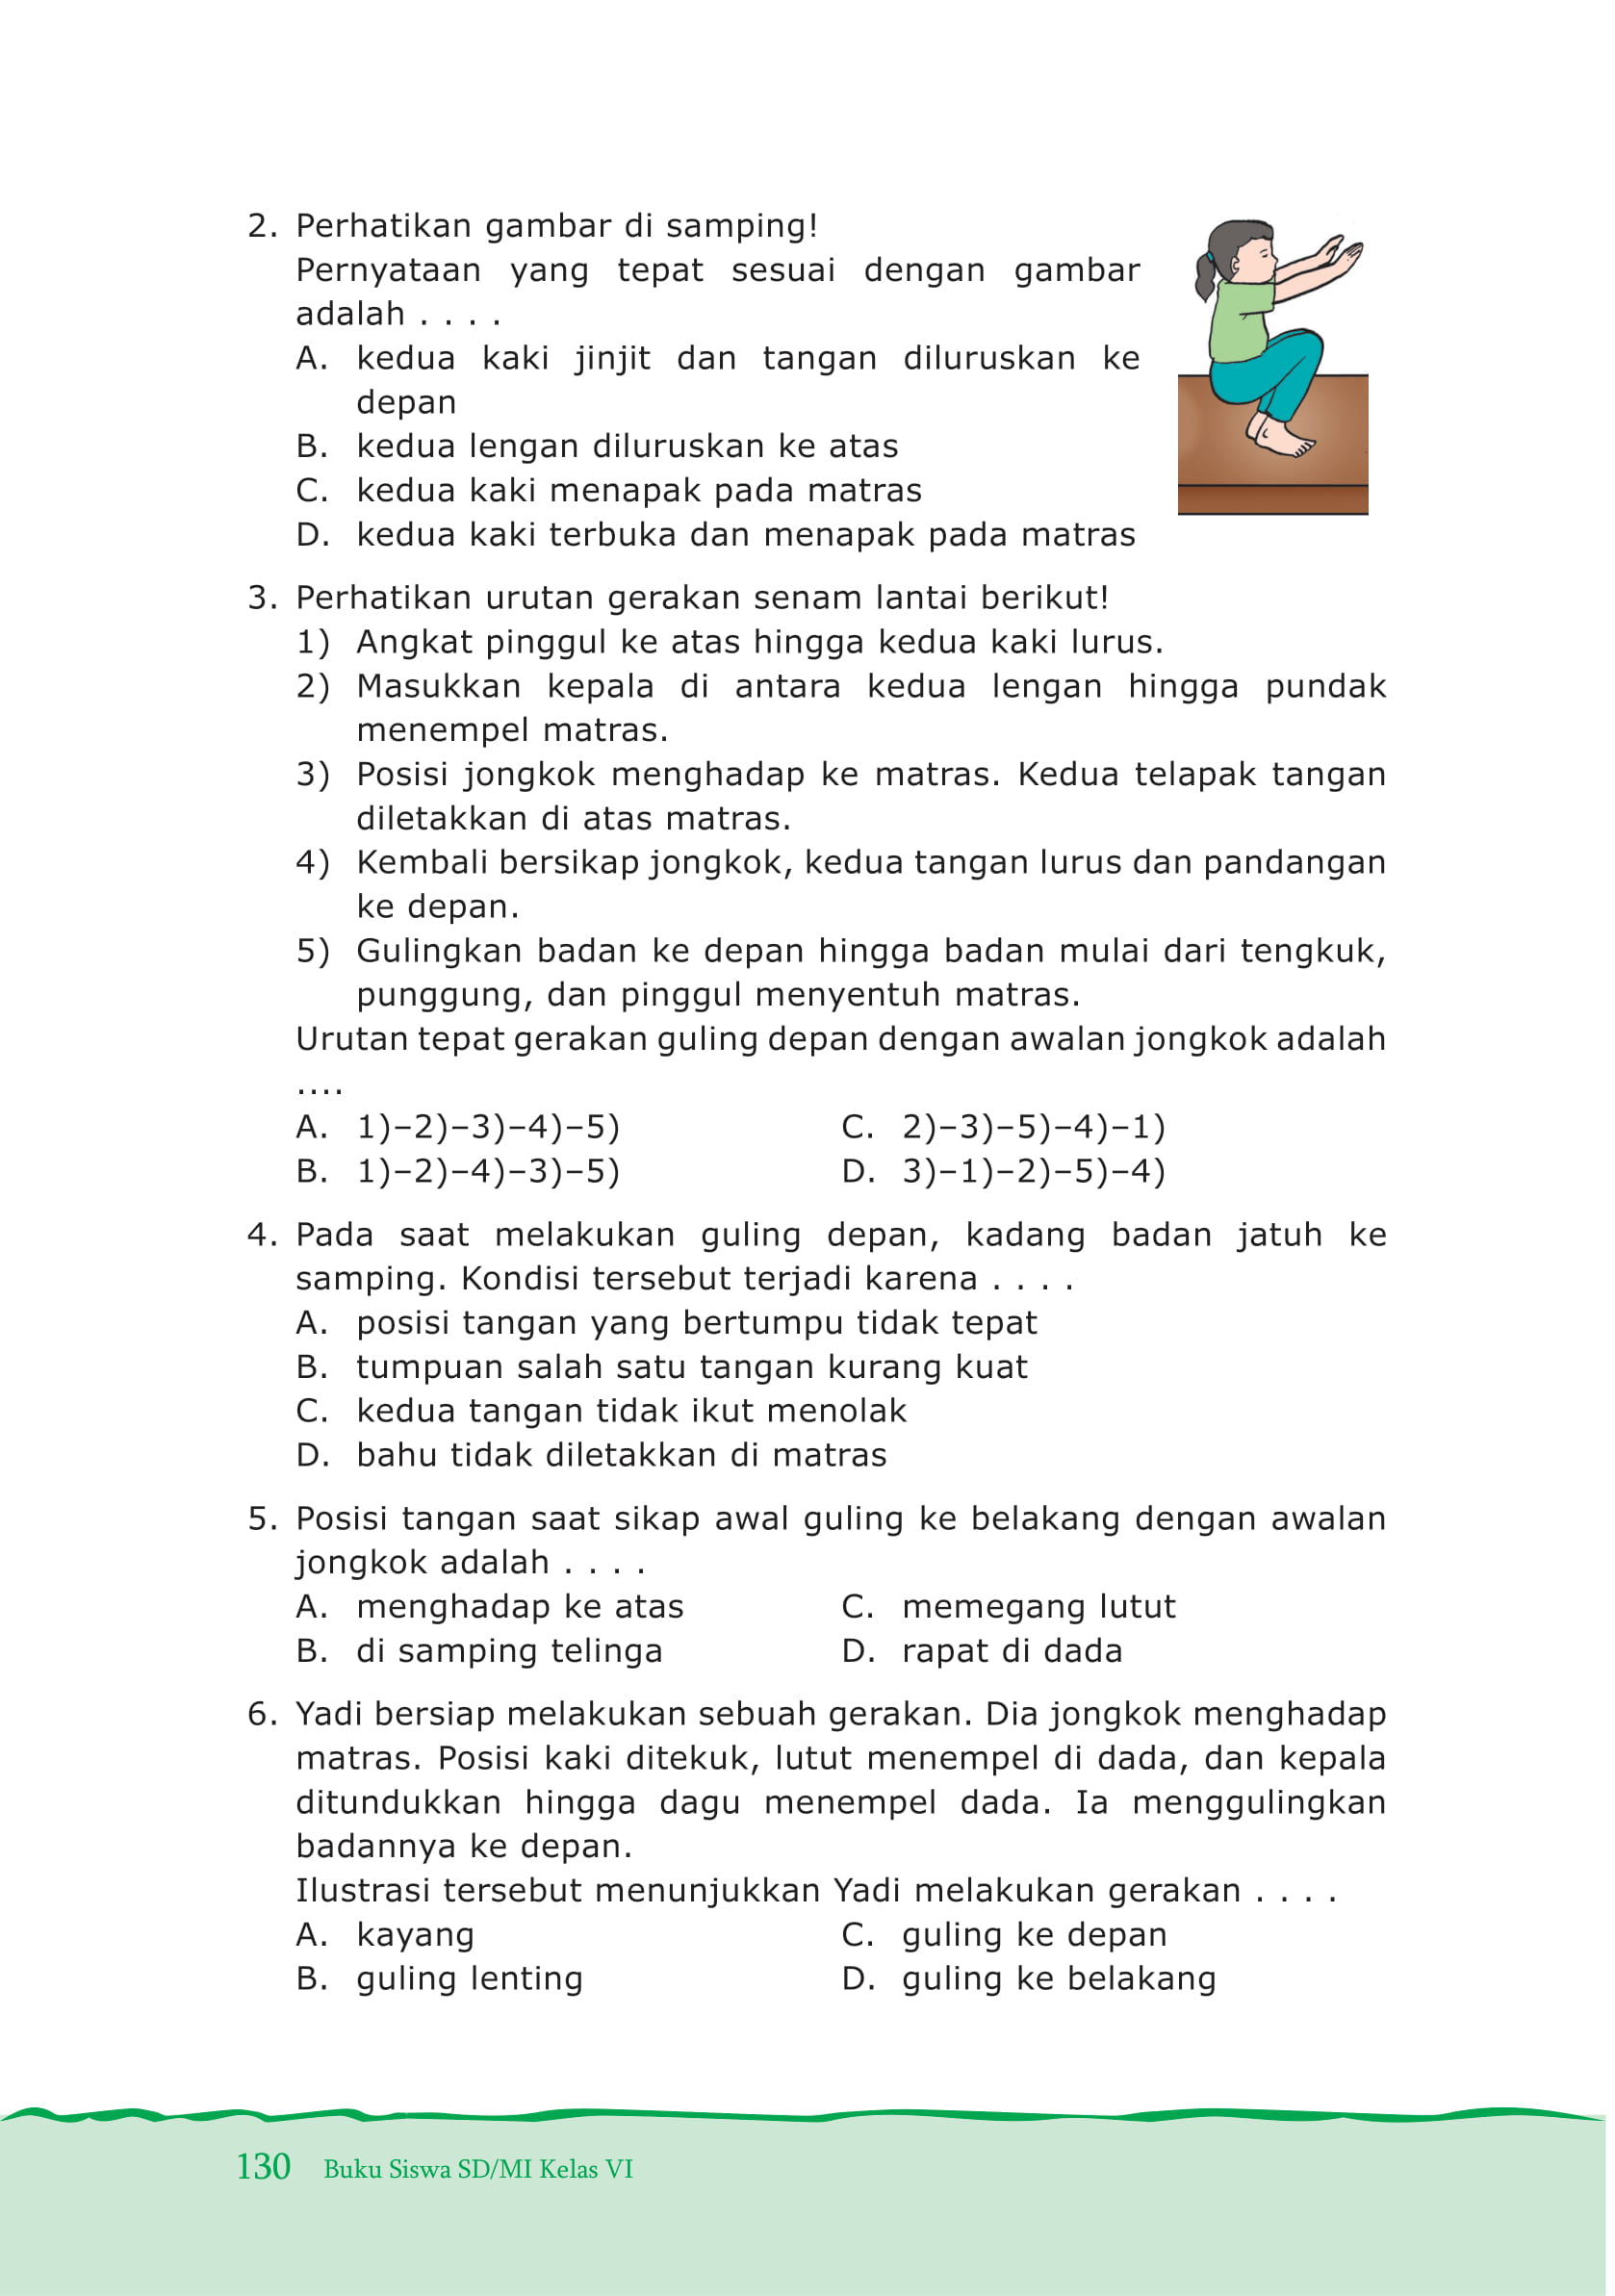 2. Perhatikan gambar di samping!
Pernyataan yang tepat sesuai dengan gambar
adalah . . . .
A. kedua kaki jinjit dan tangan diluruskan ke
depan
B. kedua lengan diluruskan ke atas
C. kedua kaki menapak pada matras
D. kedua kaki terbuka dan menapak pada matras
3. Perhatikan urutan gerakan senam lantai berikut!
1) Angkat pinggul ke atas hingga kedua kaki lurus.
2) Masukkan kepala di antara kedua lengan hingga pundak
menempel matras.
3) Posisi jongkok menghadap ke matras. Kedua telapak tangan
diletakkan di atas matras.
4) Kembali bersikap jongkok, kedua tangan lurus dan pandangan
ke depan.
5) Gulingkan badan ke depan hingga badan mulai dari tengkuk,
punggung, dan pinggul menyentuh matras.
Urutan tepat gerakan guling depan dengan awalan jongkok adalah
....
A. 1)–2)–3)–4)–5) C. 2)–3)–5)–4)–1)
B. 1)–2)–4)–3)–5) D. 3)–1)–2)–5)–4)
4. Pada saat melakukan guling depan, kadang badan jatuh ke
samping. Kondisi tersebut terjadi karena . . . .
A. posisi tangan yang bertumpu tidak tepat
B. tumpuan salah satu tangan kurang kuat
C. kedua tangan tidak ikut menolak
D. bahu tidak diletakkan di matras
5. Posisi tangan saat sikap awal guling ke belakang dengan awalan
jongkok adalah . . . .
A. menghadap ke atas C. memegang lutut
B. di samping telinga D. rapat di dada
6. Yadi bersiap melakukan sebuah gerakan. Dia jongkok menghadap
matras. Posisi kaki ditekuk, lutut menempel di dada, dan kepala
ditundukkan hingga dagu menempel dada. Ia menggulingkan
badannya ke depan.
Ilustrasi tersebut menunjukkan Yadi melakukan gerakan . . . .
A. kayang C. guling ke depan
B. guling lenting D. guling ke belakang
130 Buku Siswa SD/MI Kelas VI